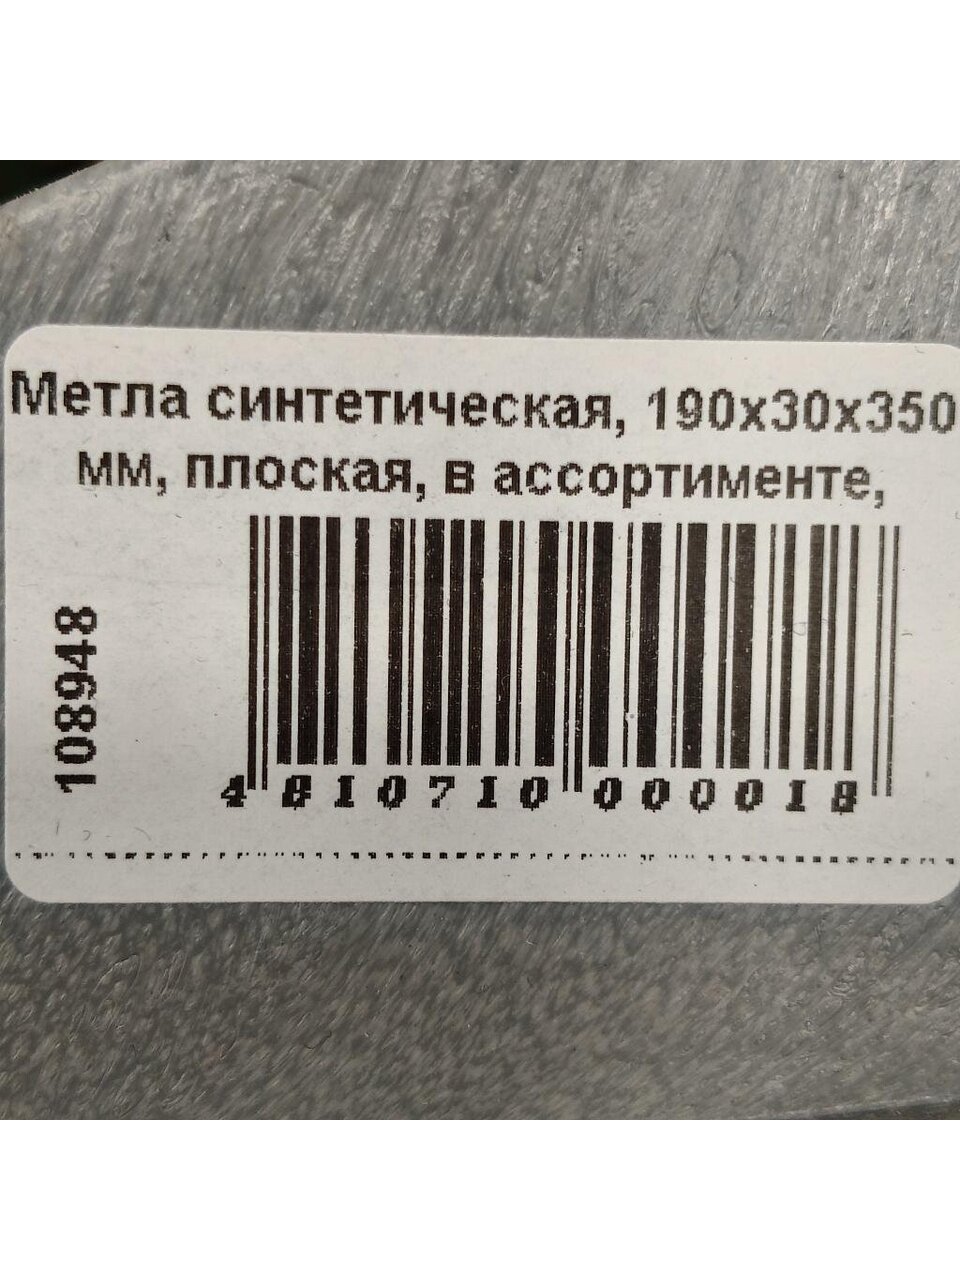 Метла синтетическая, 190х30х350
мм, плоская, в ассортименте,
108948
4 810710 000018